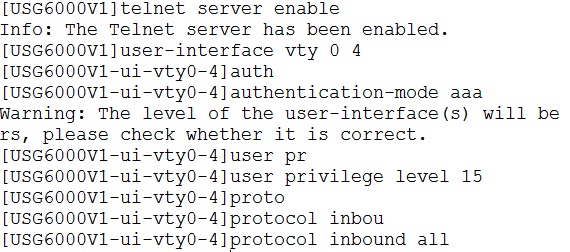 [USG6000V1]telnet server enable
Info: The Telnet server has been enabled.
[USG6000V1]user-interface vty 0 4
[USG6000V1-ui-vty0-4]auth
[USG6000V1-ui-vty0-4]authentication-mode aaa
Warning: The level of the user-interface(s) will be
rs, please check whether it is correct.
[USG6000V1-ui-vty0-4]user pr
[USG6000V1-ui-vty0-4]user privilege level 15
[USG6000V1-ui-vty0-4]proto
[USG6000V1-ui-vty0-4]protocol inbou
[USG6000V1-ui-vty0-4]protocol inbound all